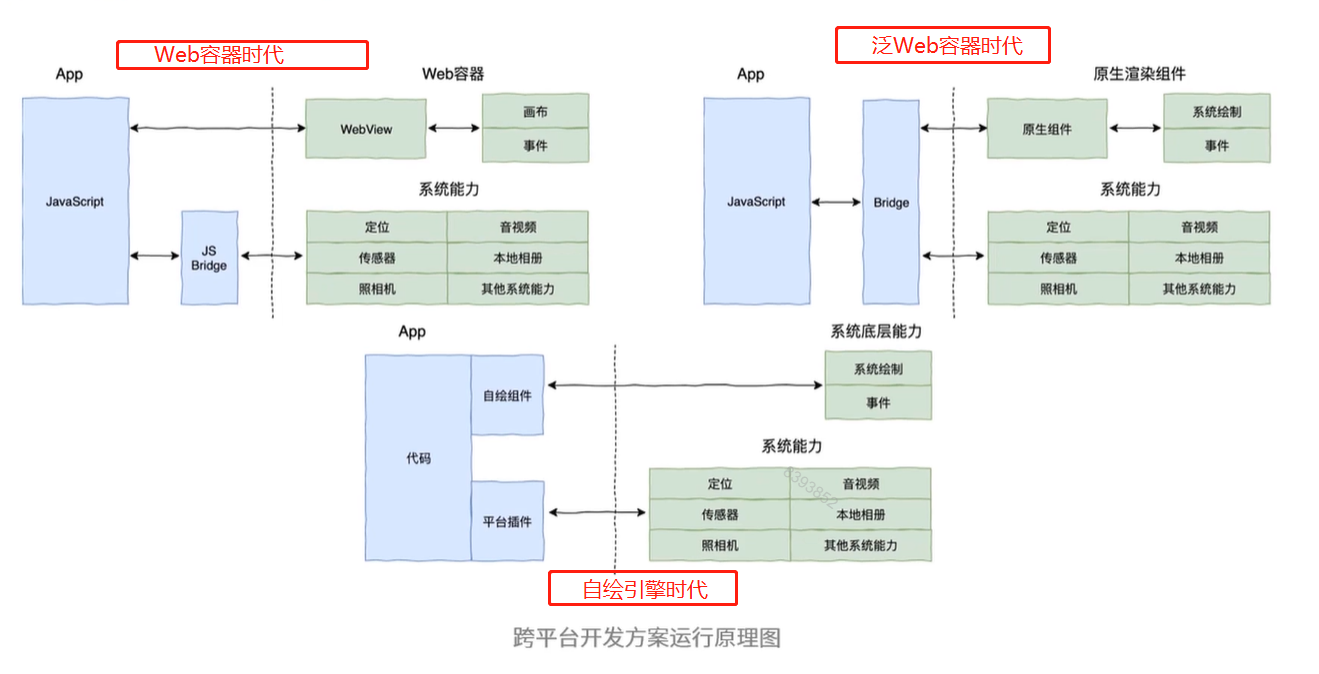 Web容器时代
App
Web容器
JavaScript
WebView
画布
事件
系统能力
JS
Bridge
定位
音视频
传感器
本地相册
照相机
其他系统能力
泛Web容器时代
App
原生渲染组件
JavaScript
Bridge
原生组件
系统绘制
事件
系统能力
定位
音视频
传感器
本地相册
照相机
其他系统能力
App
系统底层能力
代码
自绘组件
系统绘制
事件
系统能力
平台插件
定位
音视频
传感器
本地相册
照相机
其他系统能力
8393852
自绘引擎时代
跨平台开发方案运行原理图